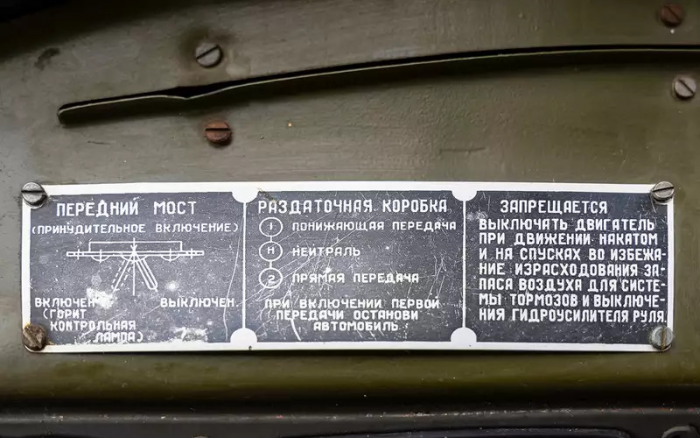 ПЕРЕДНИЙ МОСТ
(ПРИНУДИТЕЛЬНОЕ ВКЛЮЧЕНИЕ)
ВКЛЮЧЕН ВЫКЛЮЧЕН
(ГОРИТ
КОНТРОЛЬНАЯ
ЛАМПА)
РАЗДАТОЧНАЯ КОРОБКА
1 ПОНИЖАЮЩАЯ ПЕРЕДАЧА
Н НЕЙТРАЛЬ
2 ПРЯМАЯ ПЕРЕДАЧА
ПРИ ВКЛЮЧЕНИИ ПЕРВОЙ
ПЕРЕДАЧИ ОСТАНОВИ
АВТОМОБИЛЬ
ЗАПРЕЩАЕТСЯ
ВЫКЛЮЧАТЬ ДВИГАТЕЛЬ
ПРИ ДВИЖЕНИИ НАКАТОМ
И НА СПУСКАХ ВО ИЗБЕЖА-
НИЕ ИЗРАСХОДОВАНИЯ ЗА-
ПАСА ВОЗДУХА ДЛЯ СИСТЕ-
МЫ ТОРМОЗОВ И ВЫКЛЮЧЕ-
НИЯ ГИДРОУСИЛИТЕЛЯ РУЛЯ.